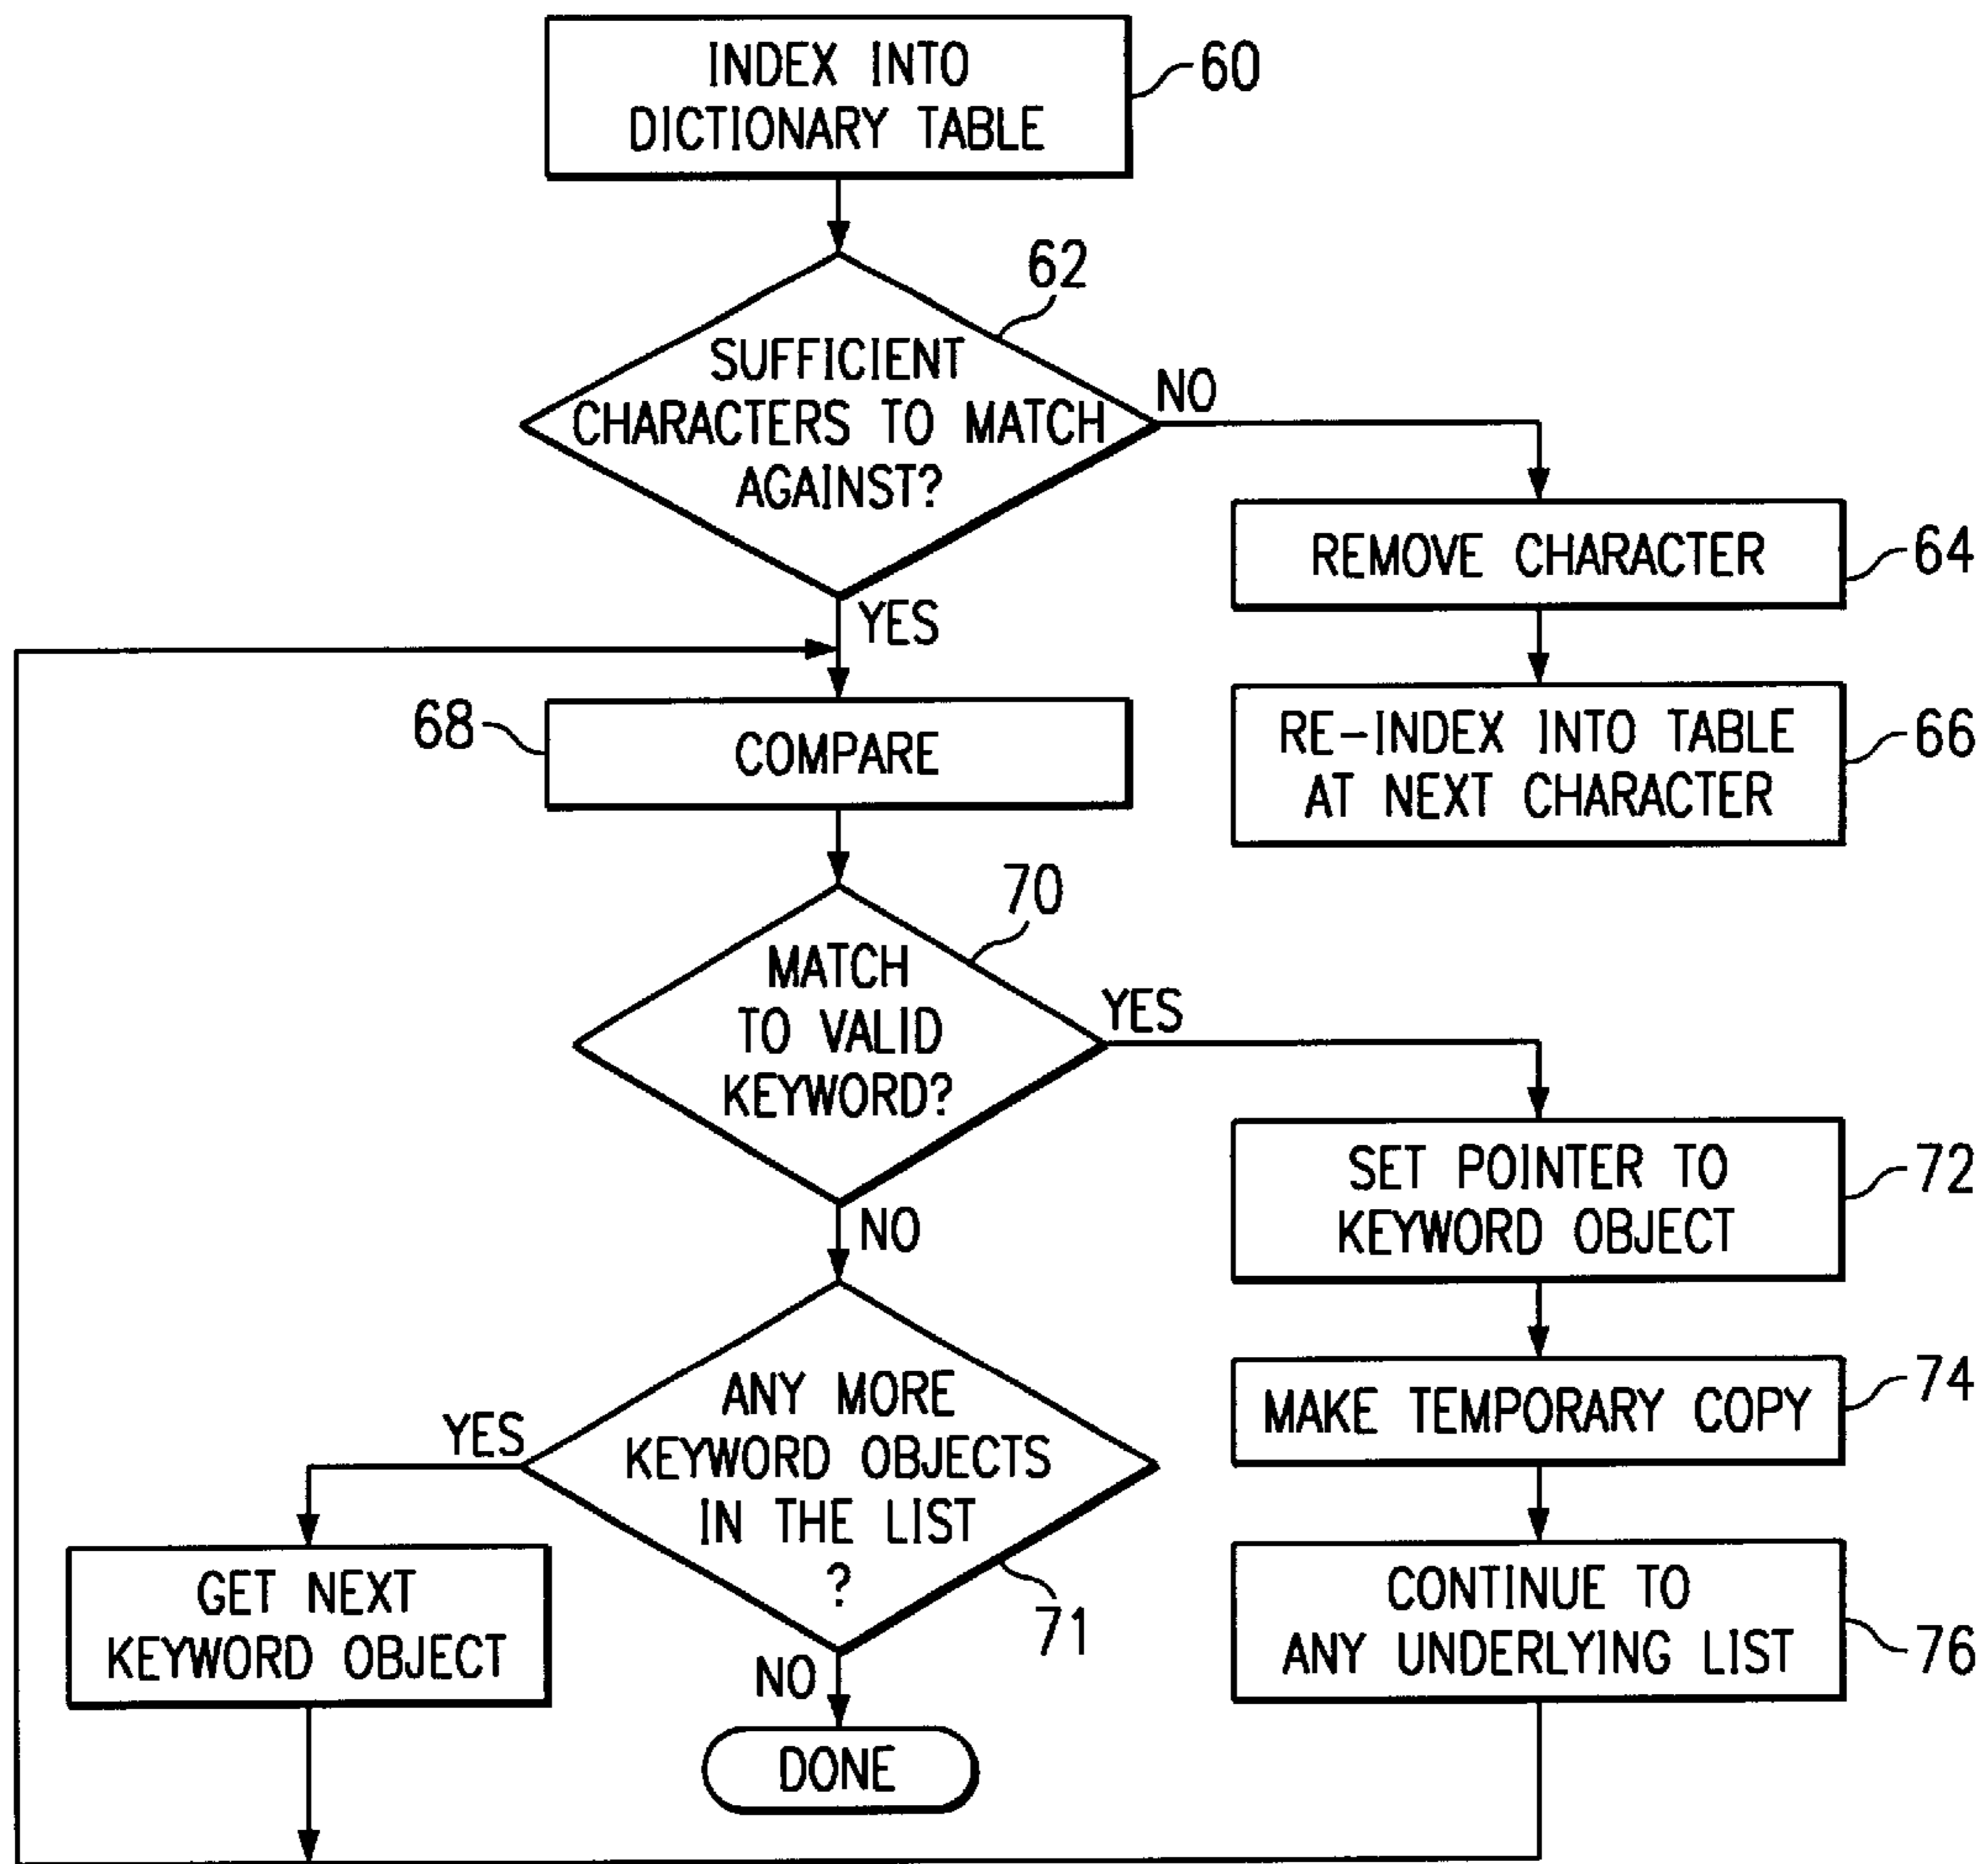 INDEX INTO
DICTIONARY TABLE
60
62
SUFFICIENT
CHARACTERS TO MATCH
AGAINST?
NO
REMOVE CHARACTER
64
YES
RE-INDEX INTO TABLE
AT NEXT CHARACTER
66
68
COMPARE
70
MATCH
TO VALID
KEYWORD?
YES
SET POINTER TO
KEYWORD OBJECT
72
NO
MAKE TEMPORARY COPY
74
ANY MORE
KEYWORD OBJECTS
IN THE LIST
?
71
YES
GET NEXT
KEYWORD OBJECT
CONTINUE TO
ANY UNDERLYING LIST
76
NO
DONE